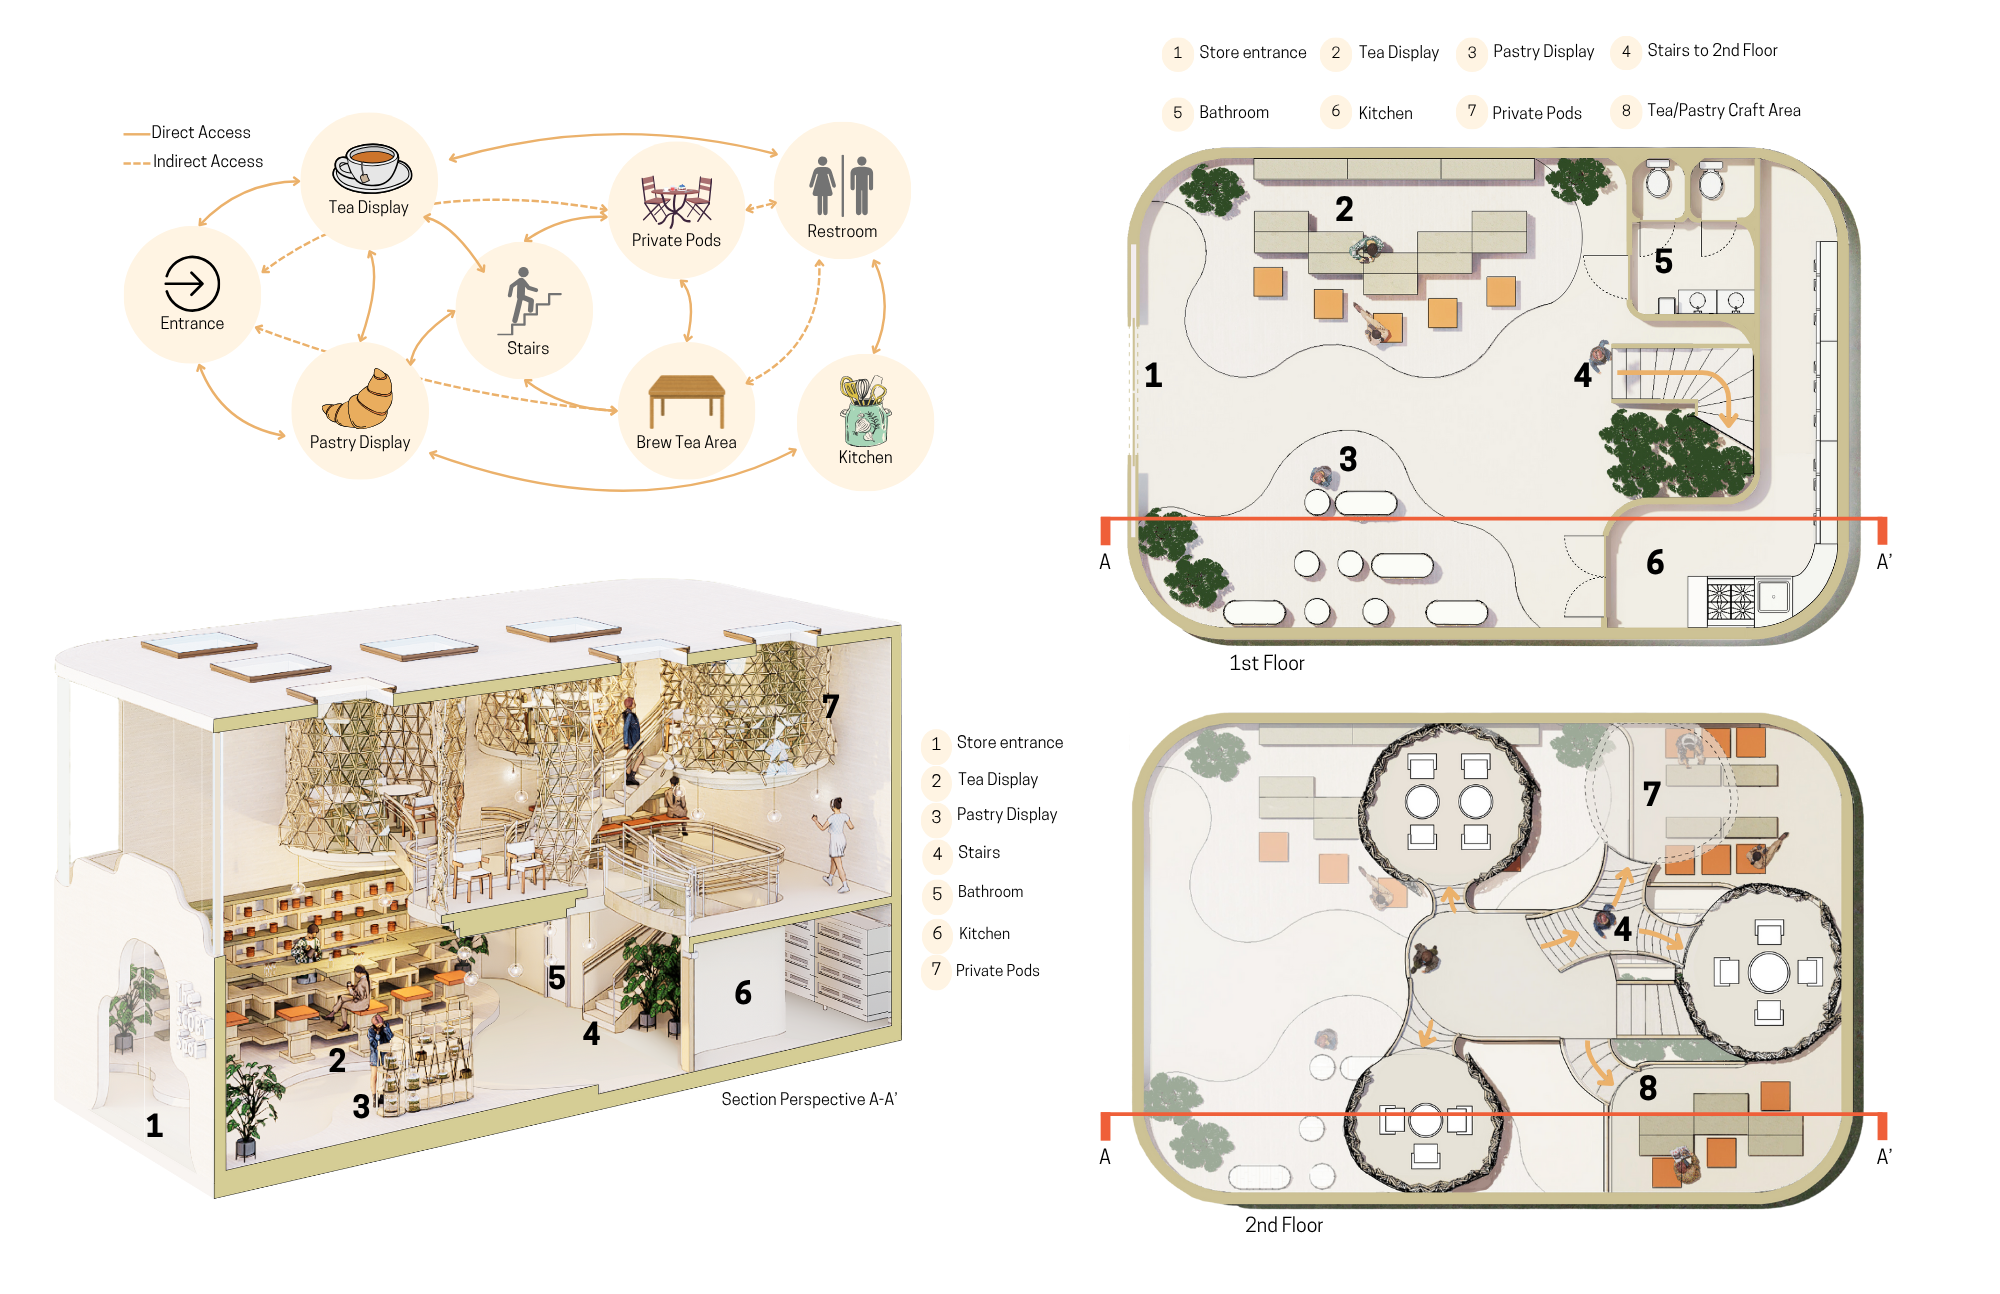 Direct Access
Indirect Access
Tea Display
Private Pods
Restroom
Entrance
Stairs
Pastry Display
Brew Tea Area
Kitchen
1 Store entrance
2 Tea Display
3 Pastry Display
4 Stairs to 2nd Floor
5 Bathroom
6 Kitchen
7 Private Pods
8 Tea/Pastry Craft Area
1
2
3
4
5
6
A
A'
1st Floor
1
2
3
4
5
6
7
Section Perspective A-A'
1 Store entrance
2 Tea Display
3 Pastry Display
4 Stairs
5 Bathroom
6 Kitchen
7 Private Pods
7
4
8
A
A'
2nd Floor